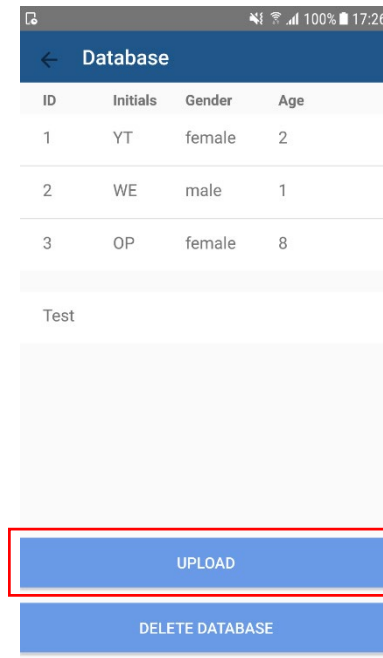 100% 17:26
Database
ID Initials Gender Age
1 YT female 2
2 WE male 1
3 OP female 8
Test
UPLOAD
DELETE DATABASE